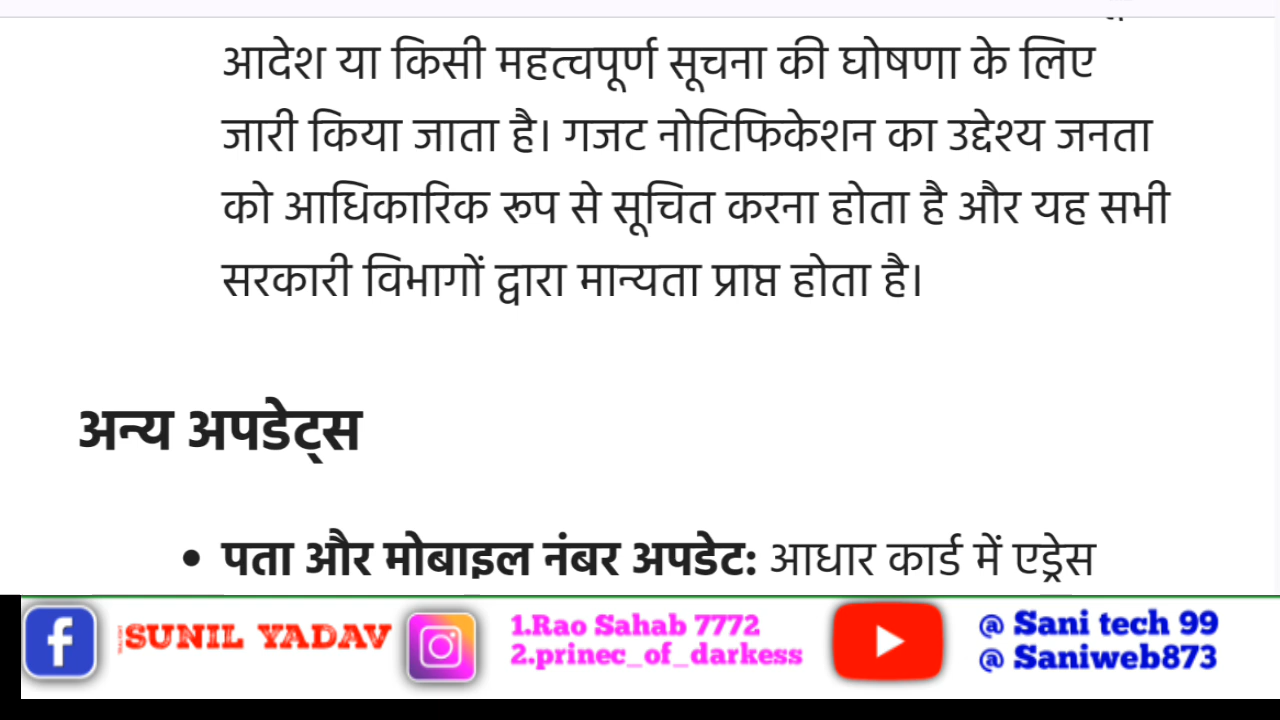 आदेश या किसी महत्वपूर्ण सूचना की घोषणा के लिए
जारी किया जाता है। गजट नोटिफिकेशन का उद्देश्य जनता
को आधिकारिक रूप से सूचित करना होता है और यह सभी
सरकारी विभागों द्वारा मान्यता प्राप्त होता है।
अन्य अपडेट्स
• पता और मोबाइल नंबर अपडेट: आधार कार्ड में एड्रेस
SUNIL YADAV
1.Rao Sahab 7772
2.prinec_of_darkess
@ Sani tech 99
@ Saniweb873